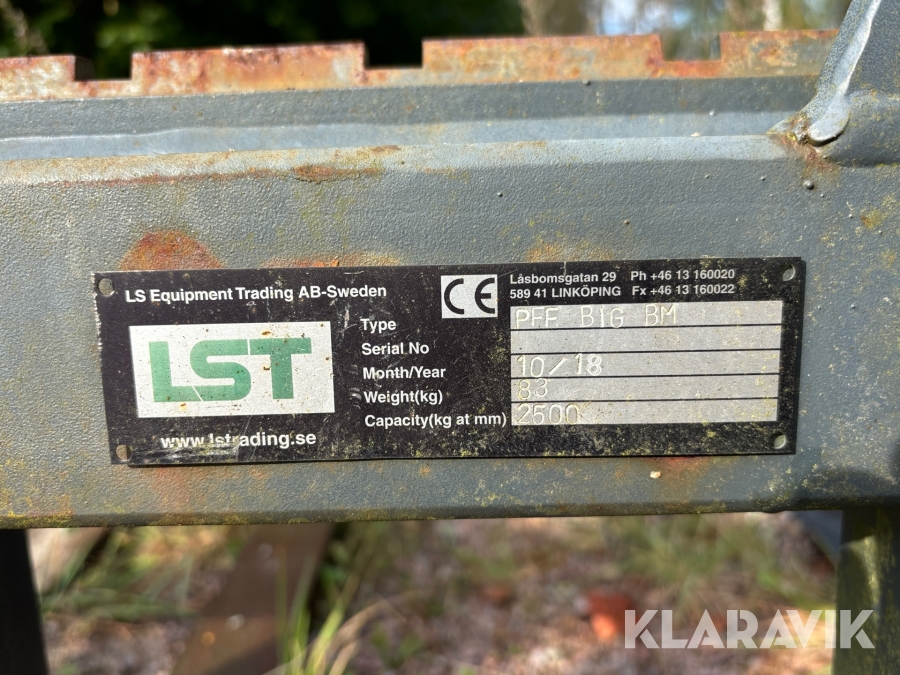 LS Equipment Trading AB-Sweden
CE
Låsbomsgatan 29 Ph +46 13 160020
589 41 LINKÖPING Fx +46 13 160022
LST
www.lstrading.se
Type PFF BIG BM
Serial No
Month/Year 10/18
Weight(kg) 83
Capacity(kg at mm) 2500
KLARAVIK